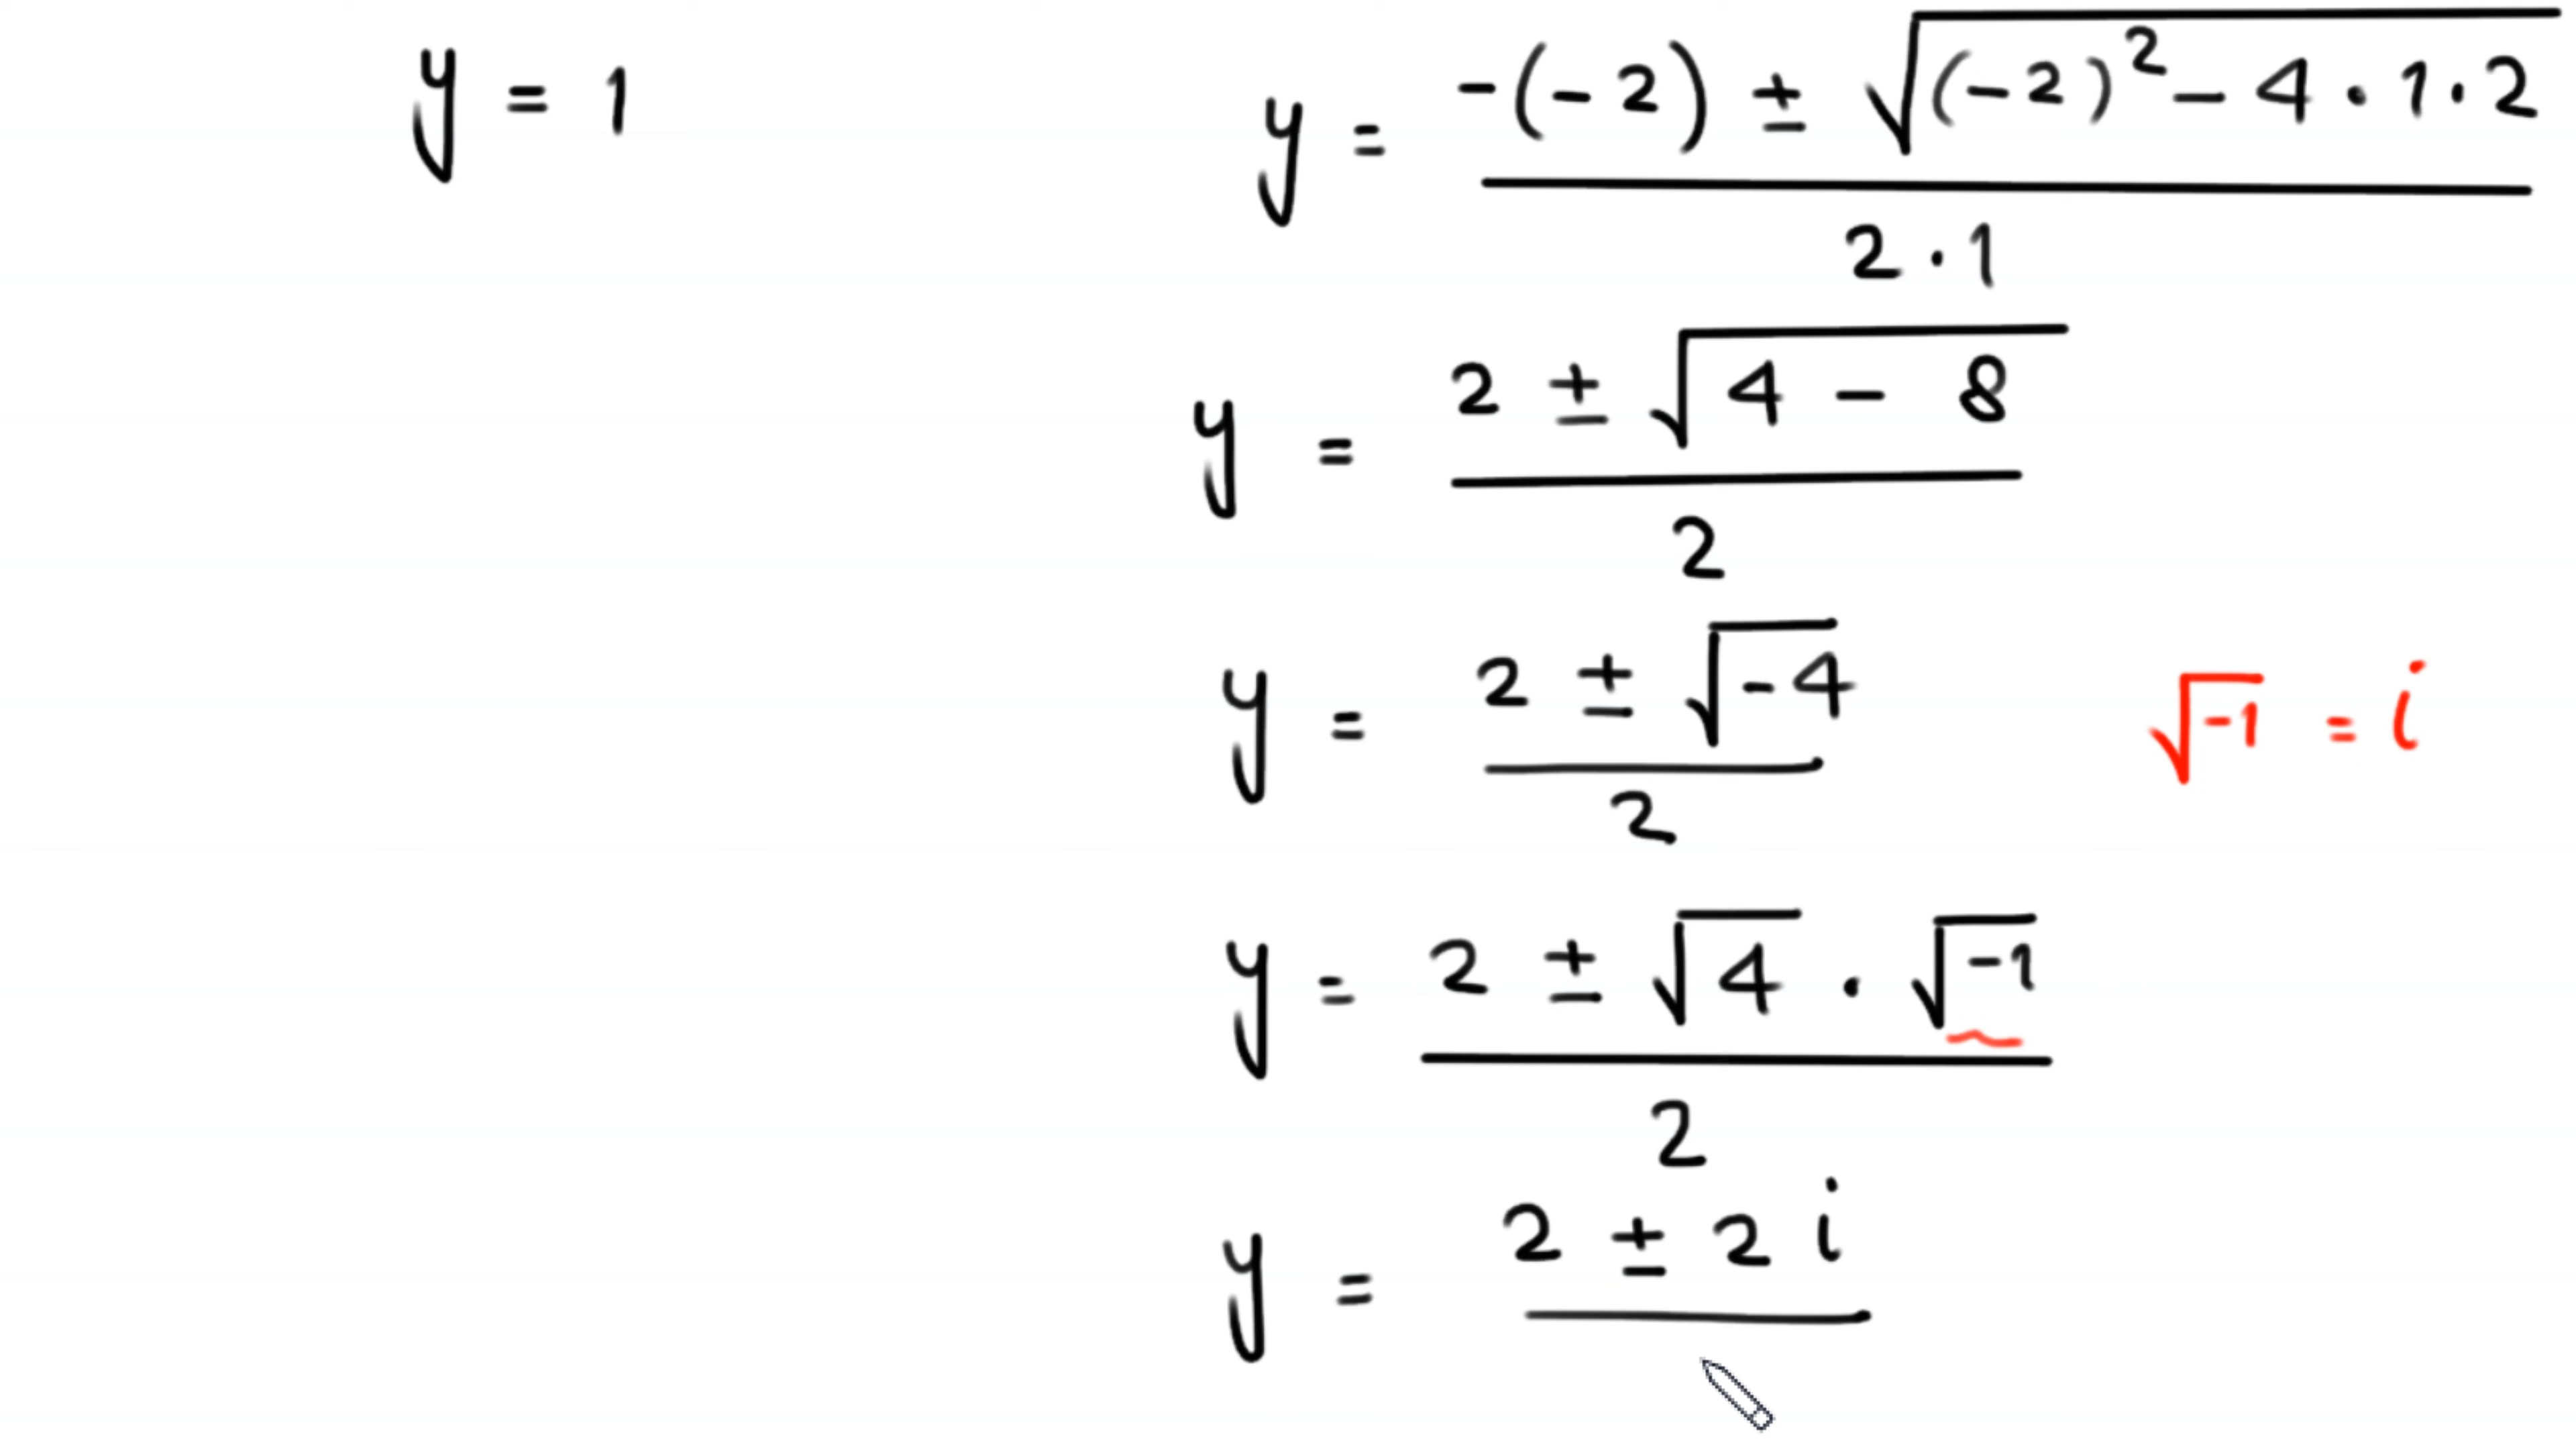 y = 1
y = -(-2) ± √(-2)² - 4 · 1 · 2
2 · 1
y = 2 ± √4 - 8
2
y = 2 ± √-4
2
√-1 = i
y = 2 ± √4 · √-1
2
y = 2 ± 2 i